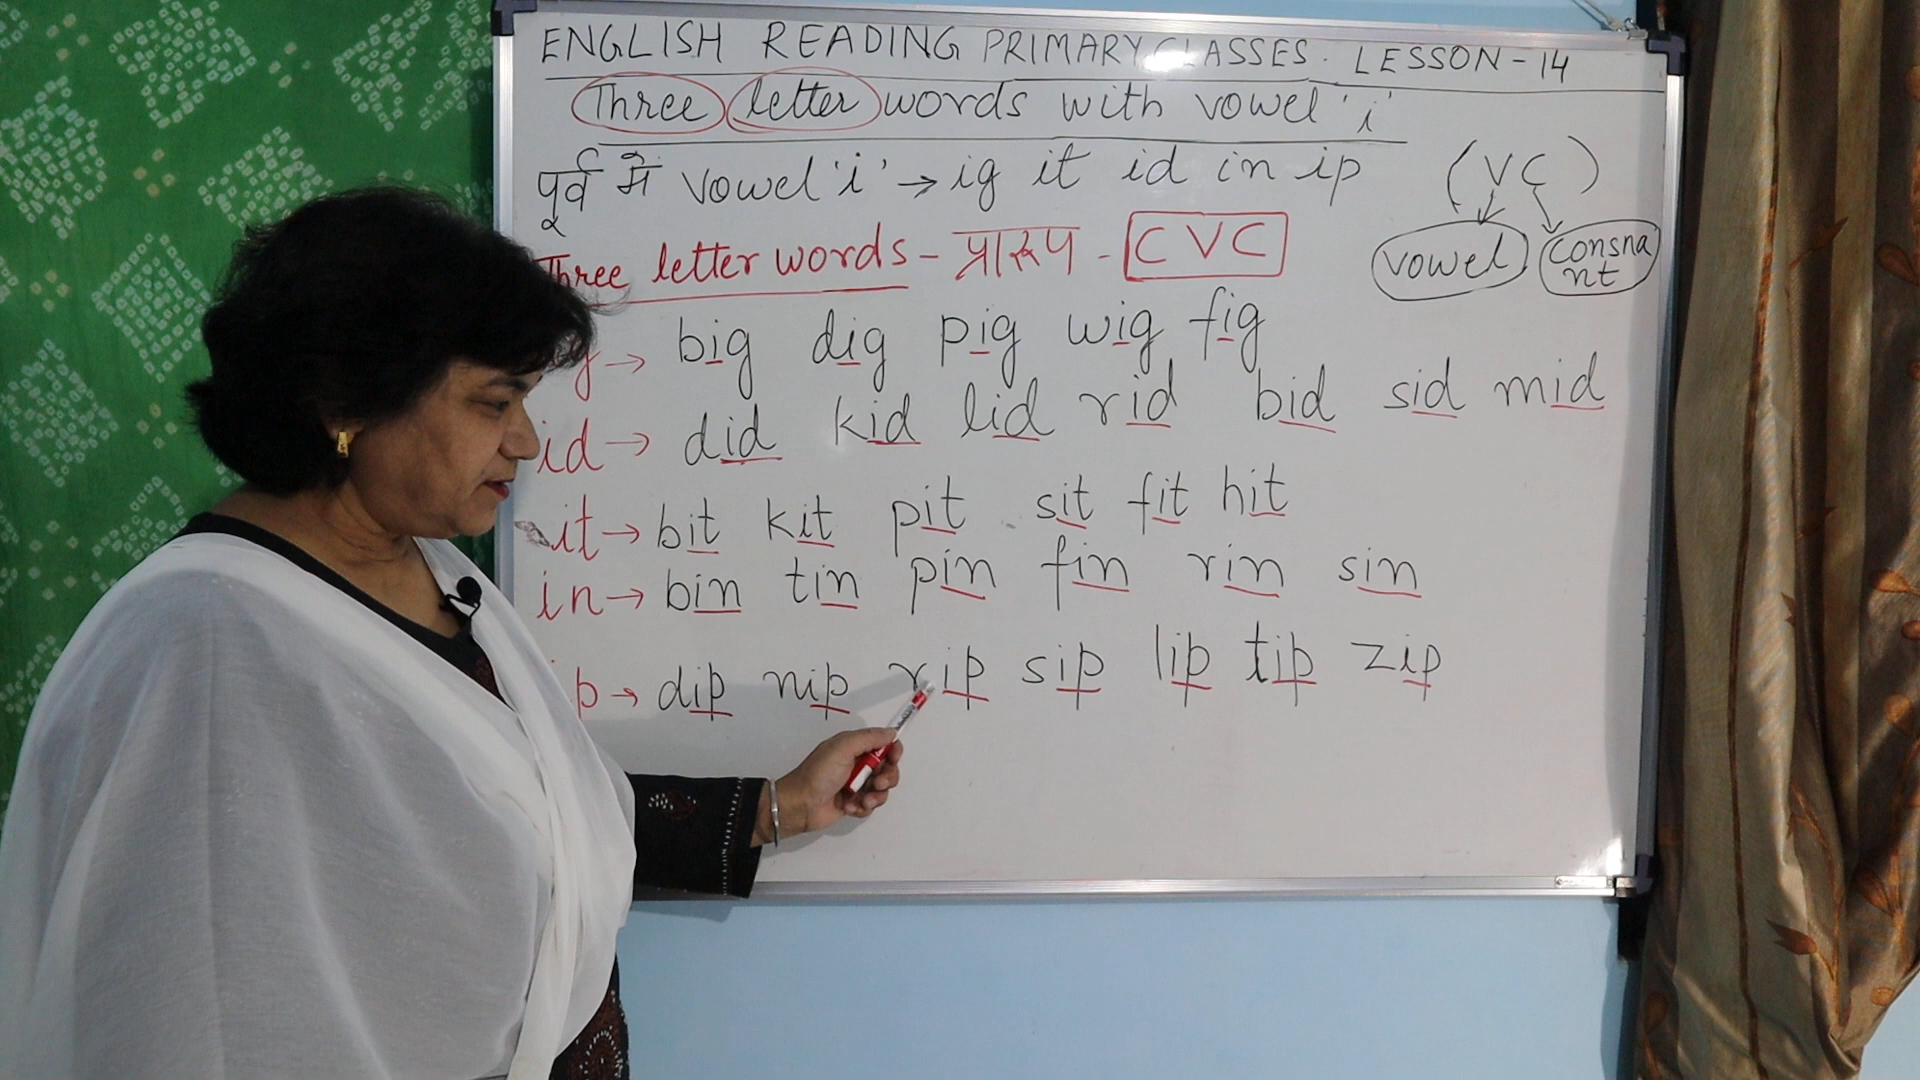 ENGLISH READING PRIMARY CLASSES. LESSON-14
Three letter words with vowel 'i'
पूर्व में vowel 'i' → ig it id in ip (VC)
vowel consnant
Three letter words - प्रारूप - CVC
g → big dig pig wig fig
id → did kid lid rid bid sid mid
it → bit kit pit sit fit hit
in → bin tin pin fin rin sin
ip → dip nip rip sip lip tip zip